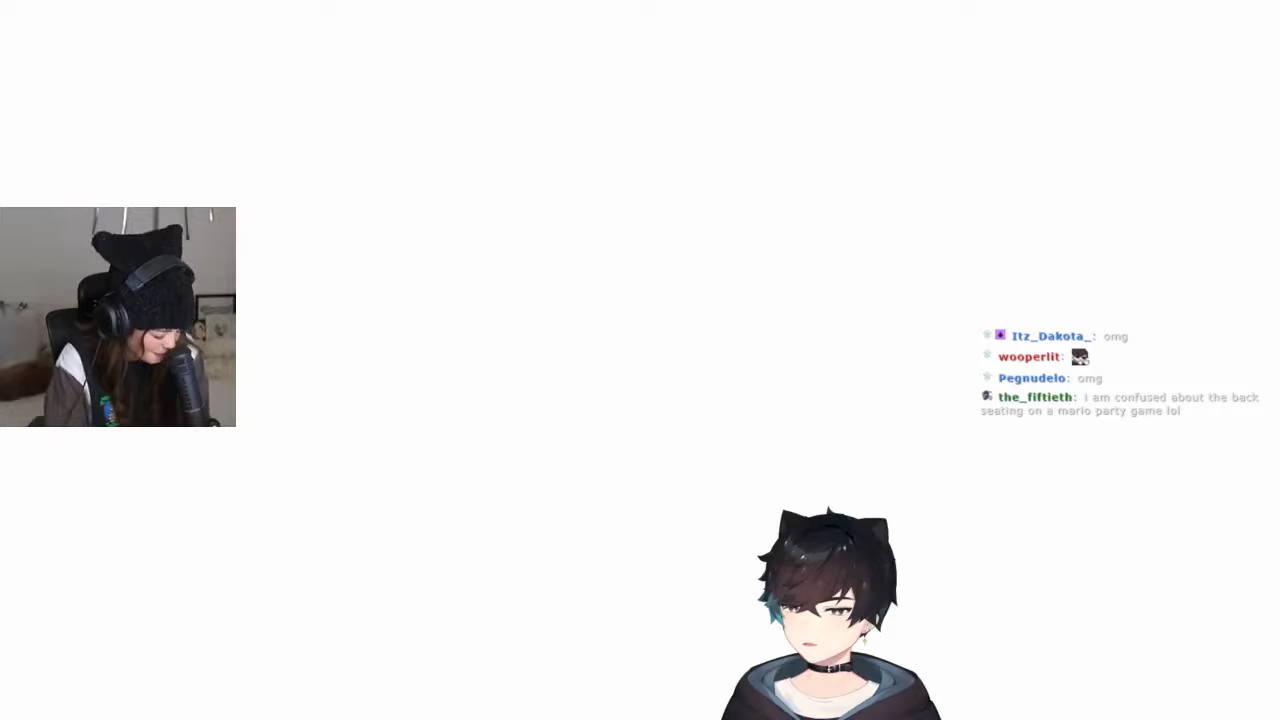 Itz_Dakota_: omg
wooperlit:
Pegnudelo: omg
the_fiftieth: i am confused about the back
seating on a mario party game lol